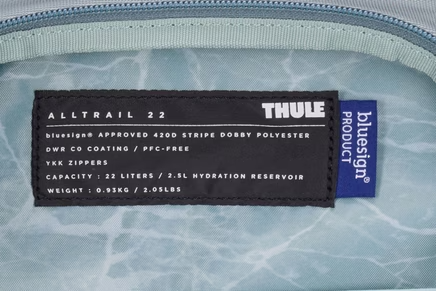 ALLTRAIL 22 THULE
bluesign® APPROVED 420D STRIPE DOBBY POLYESTER
DWR C0 COATING / PFC-FREE
YKK ZIPPERS
CAPACITY : 22 LITERS / 2.5L HYDRATION RESERVOIR
WEIGHT : 0.93KG / 2.05LBS
bluesign®
PRODUCT